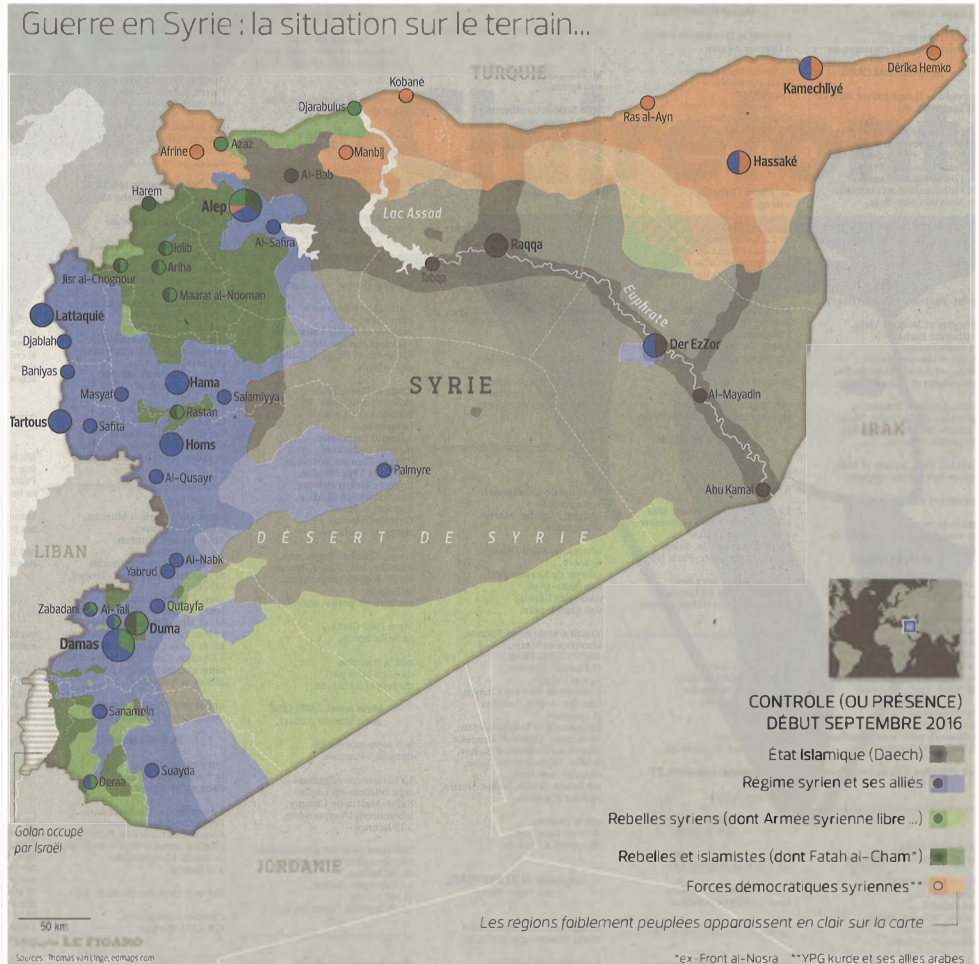 Guerre en Syrie : la situation sur le terrain...
TURQUIE
Kobané
Djarabulus
Ras al-Ayn
Kamechliyé
Dêrika Hemko
Afrine
Azaz
Manbij
Al-Bab
Hassaké
Harem
Alep
Lac Assad
Al-Safira
Raqqa
Tabqa
Idlib
Ariha
Jisr al-Choghour
Maarat al-Nooman
Euphrate
Lattaquié
Djablah
Baniyas
Der EzZor
Masyaf
Hama
Salamiyya
SYRIE
Al-Mayadin
Tartous
Safita
Rastan
IRAK
Homs
Al-Qusayr
Palmyre
Abu Kamal
DÉSERT DE SYRIE
LIBAN
Al-Nabk
Yabrud
Zabadani
Al-Tall
Qutayfa
Duma
Damas
Sanameïn
Suayda
Deraa
Golan occupé
par Israël
JORDANIE
CONTROLE (OU PRÉSENCE)
DÉBUT SEPTEMBRE 2016
État Islamique (Daech)
Régime syrien et ses alliés
Rebelles syriens (dont Armée syrienne libre ...)
Rebelles et islamistes (dont Fatah al-Cham*)
Forces démocratiques syriennes**
Les régions faiblement peuplées apparaissent en clair sur la carte
50 km
LE FIGARO
Sources : Thomas van Linge, edmaps.com
*ex-Front al-Nosra **YPG kurde et ses alliés arabes